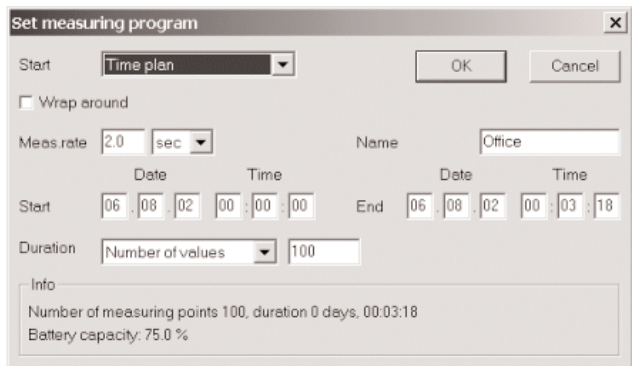 Set measuring program
Start Time plan OK Cancel
Wrap around
Meas.rate 2.0 sec Name Office
Date Time Date Time
Start 06 . 08 . 02 00 : 00 : 00 End 06 . 08 . 02 00 : 03 : 18
Duration Number of values 100
Info
Number of measuring points 100, duration 0 days, 00:03:18
Battery capacity: 75.0 %